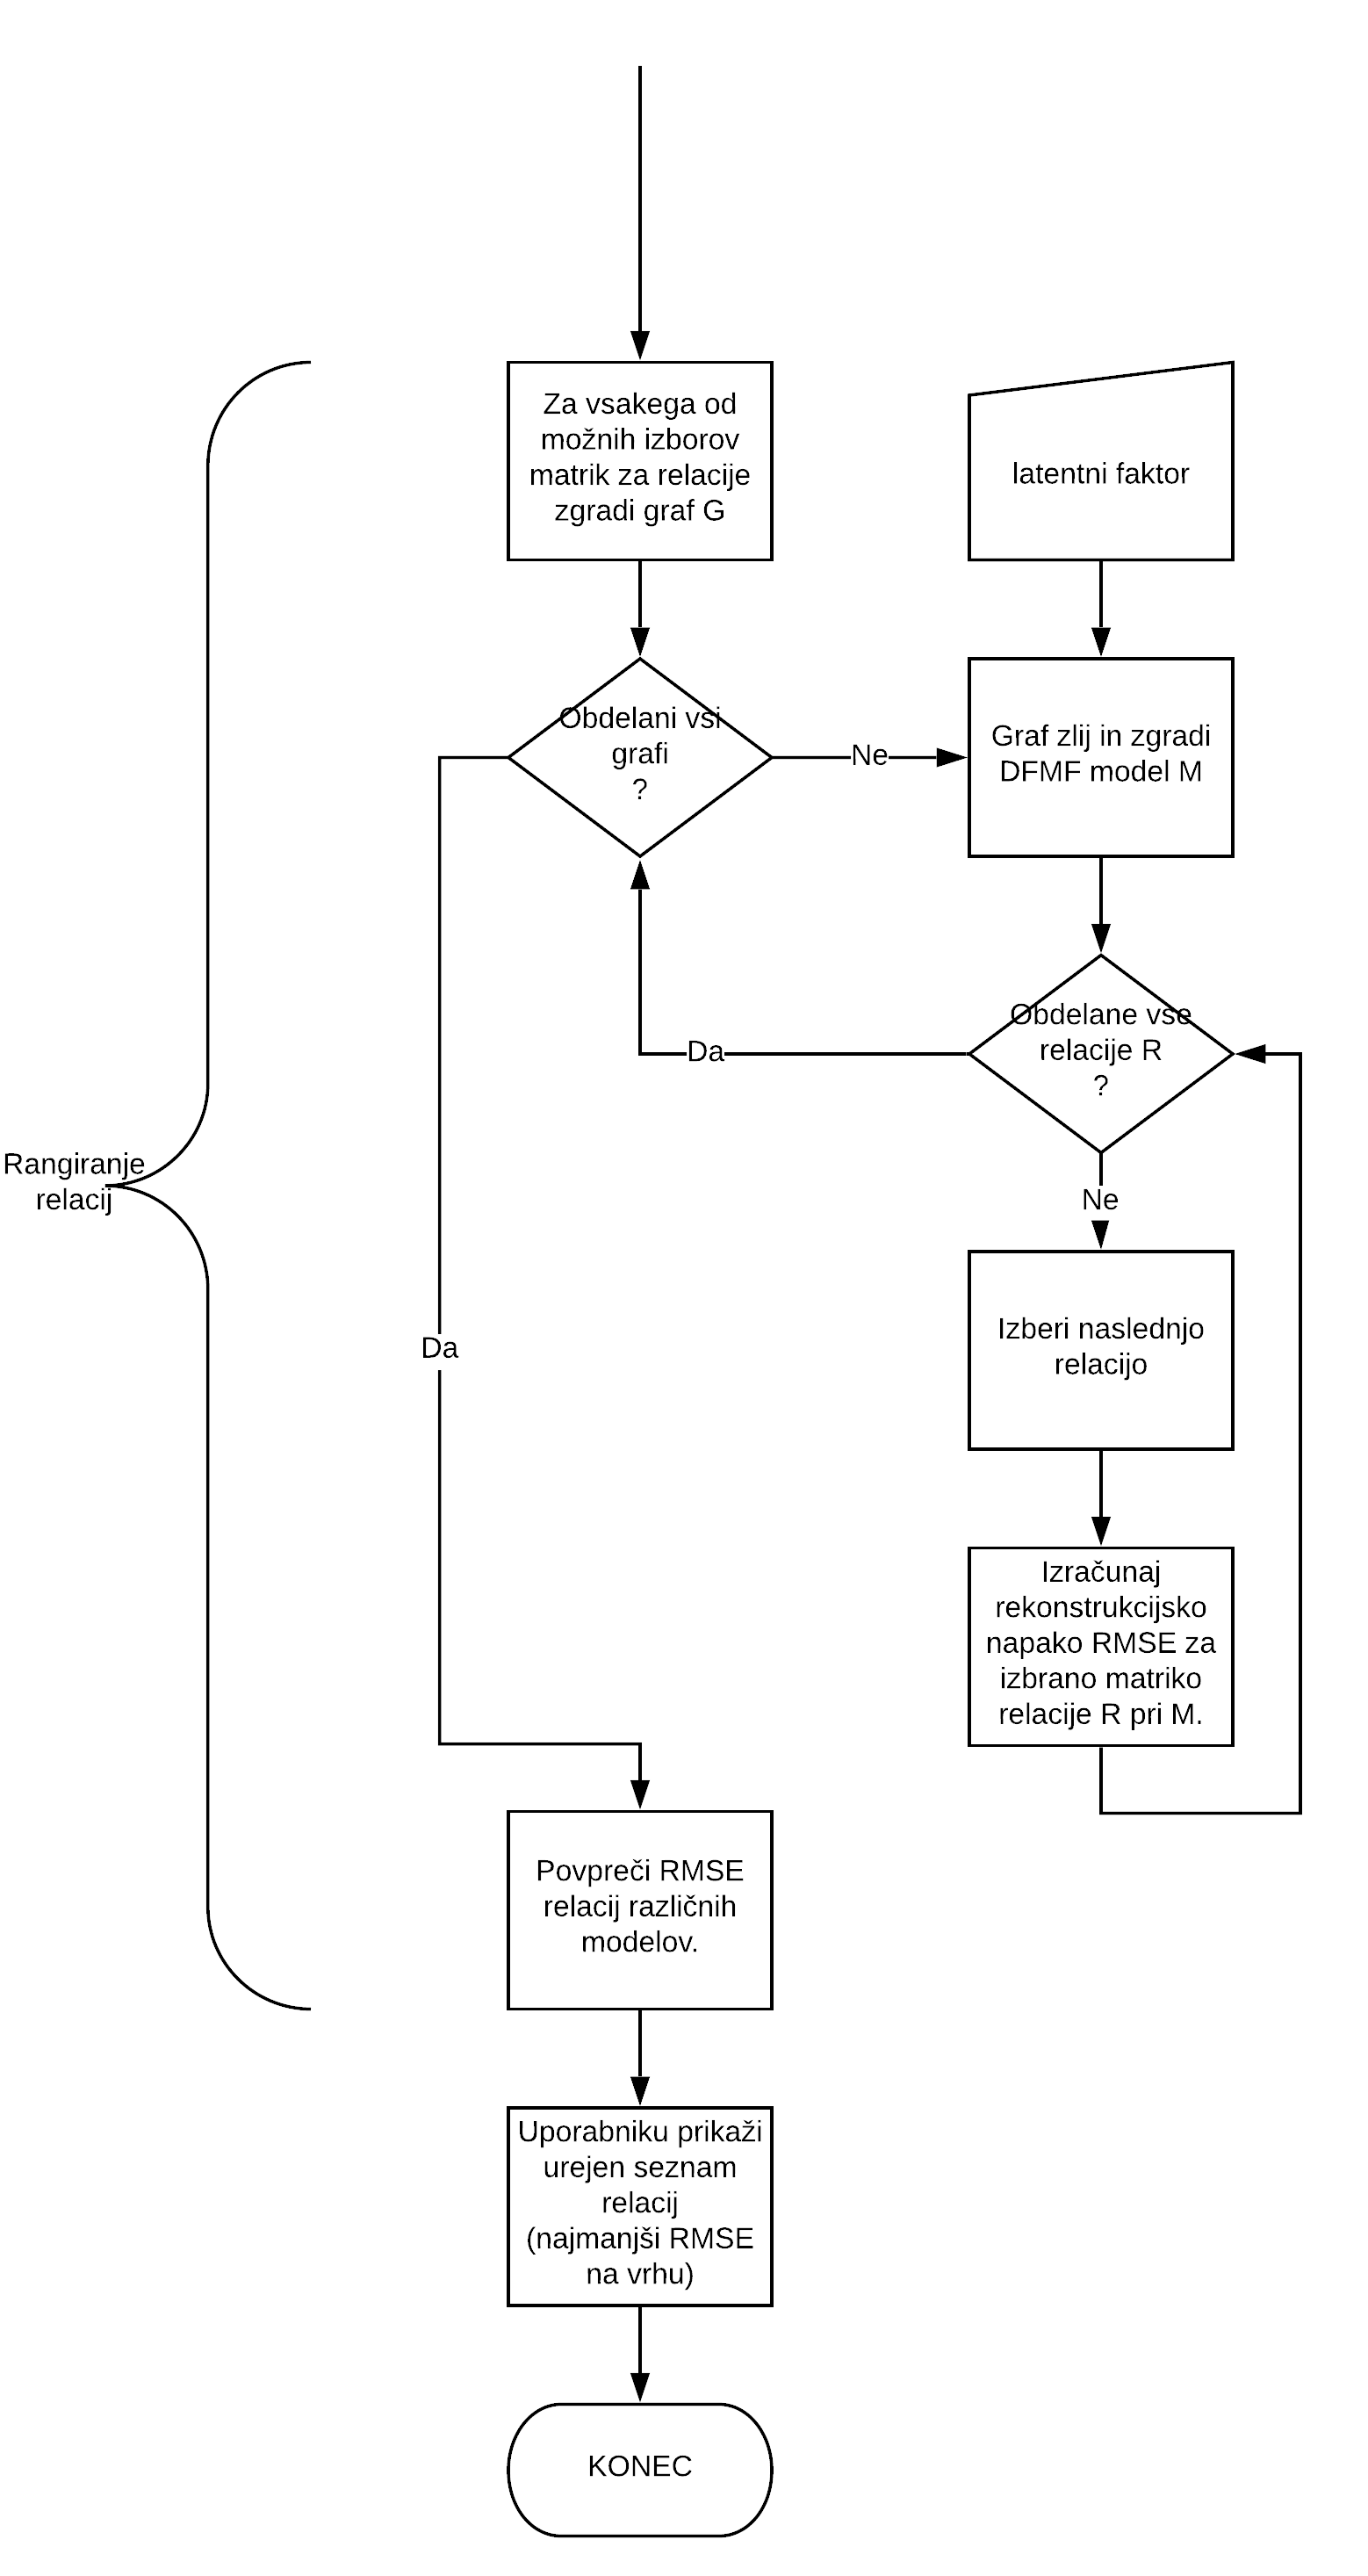 Za vsakega od
možnih izborov
matrik za relacije
zgradi graf G
latentni faktor
Obdelani vsi
grafi
?
Ne
Graf zlij in zgradi
DFMF model M
Obdelane vse
relacije R
?
Da
Ne
Rangiranje
relacij
Izberi naslednjo
relacijo
Da
Izračunaj
rekonstrukcijsko
napako RMSE za
izbrano matriko
relacije R pri M.
Povpreči RMSE
relacij različnih
modelov.
Uporabniku prikaži
urejen seznam
relacij
(najmanjši RMSE
na vrhu)
KONEC